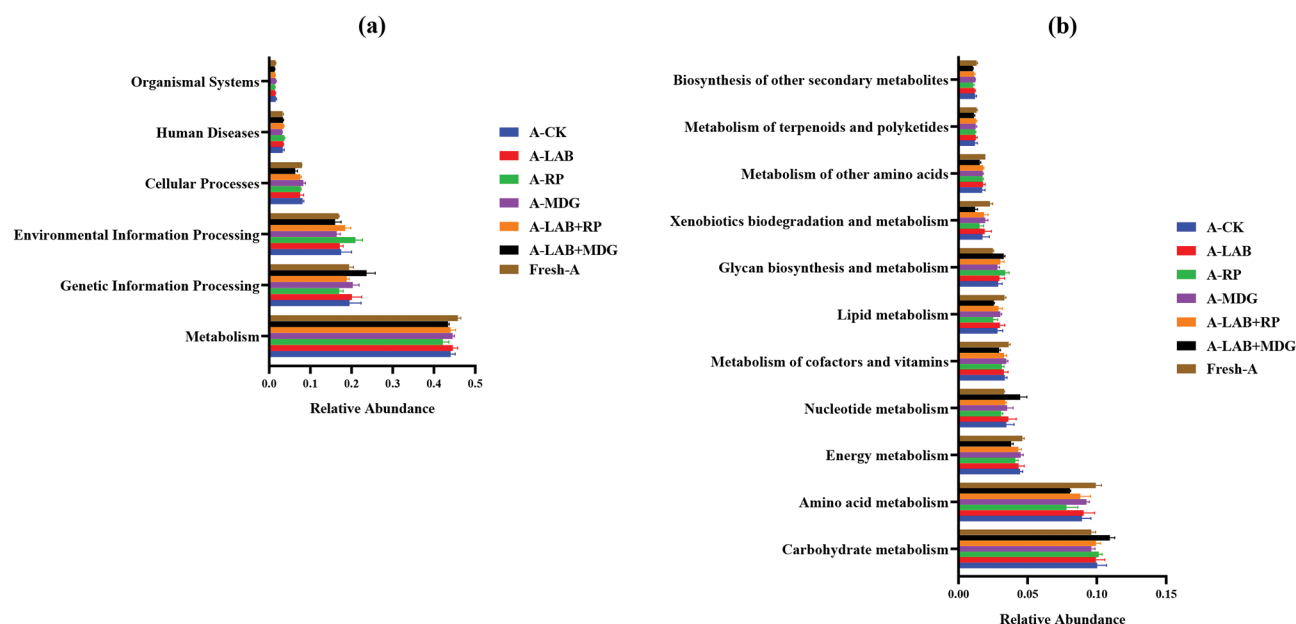 (a)
Organismal Systems
Human Diseases
Cellular Processes
Environmental Information Processing
Genetic Information Processing
Metabolism
0.0 0.1 0.2 0.3 0.4 0.5
Relative Abundance
A-CK
A-LAB
A-RP
A-MDG
A-LAB+RP
A-LAB+MDG
Fresh-A
(b)
Biosynthesis of other secondary metabolites
Metabolism of terpenoids and polyketides
Metabolism of other amino acids
Xenobiotics biodegradation and metabolism
Glycan biosynthesis and metabolism
Lipid metabolism
Metabolism of cofactors and vitamins
Nucleotide metabolism
Energy metabolism
Amino acid metabolism
Carbohydrate metabolism
0.00 0.05 0.10 0.15
Relative Abundance
A-CK
A-LAB
A-RP
A-MDG
A-LAB+RP
A-LAB+MDG
Fresh-A